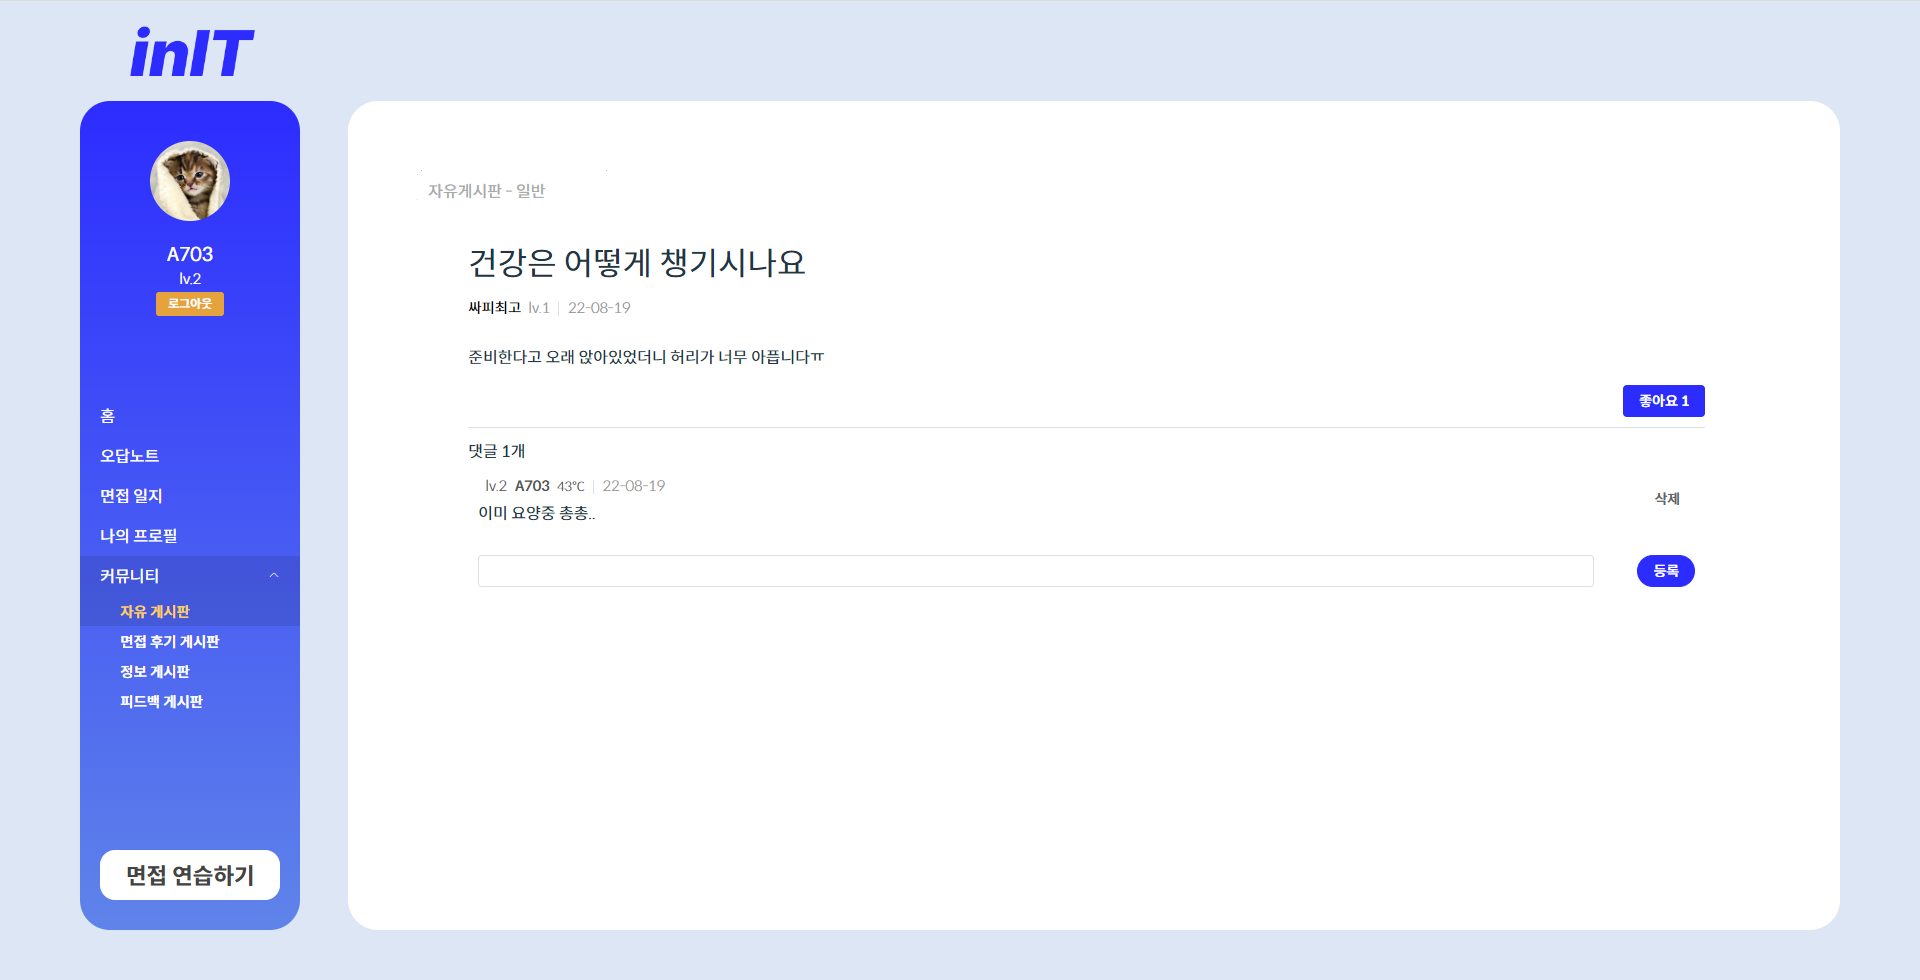 inIT
A703
lv.2
로그아웃
홈
오답노트
면접 일지
나의 프로필
커뮤니티
자유 게시판
면접 후기 게시판
정보 게시판
피드백 게시판
면접 연습하기
자유게시판 - 일반
건강은 어떻게 챙기시나요
싸피최고 lv.1 22-08-19
준비한다고 오래 앉아있었더니 허리가 너무 아픕니다ㅠ
좋아요 1
댓글 1개
lv.2 A703 43℃ 22-08-19
이미 요양중 총총..
삭제
등록